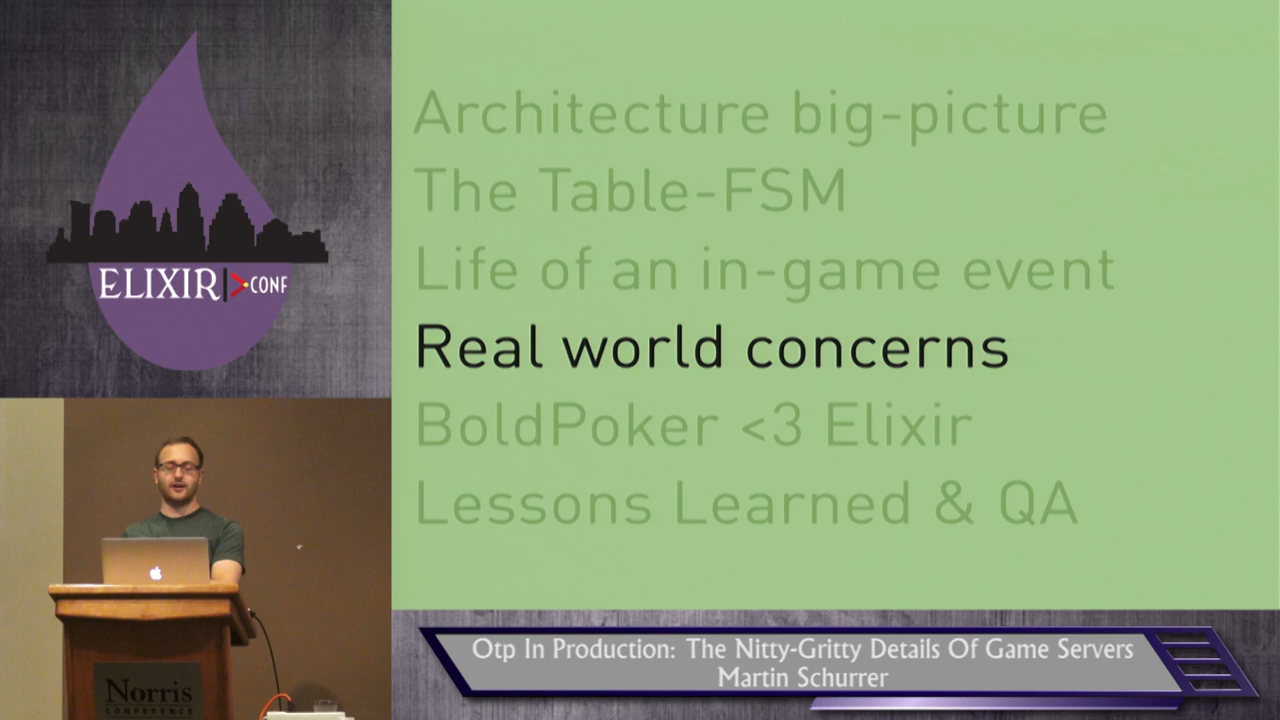 ELIXIR|>CONF
Architecture big-picture
The Table-FSM
Life of an in-game event
Real world concerns
BoldPoker <3 Elixir
Lessons Learned & QA
Norris
CONFERENCE
Otp In Production: The Nitty-Gritty Details Of Game Servers
Martin Schurrer